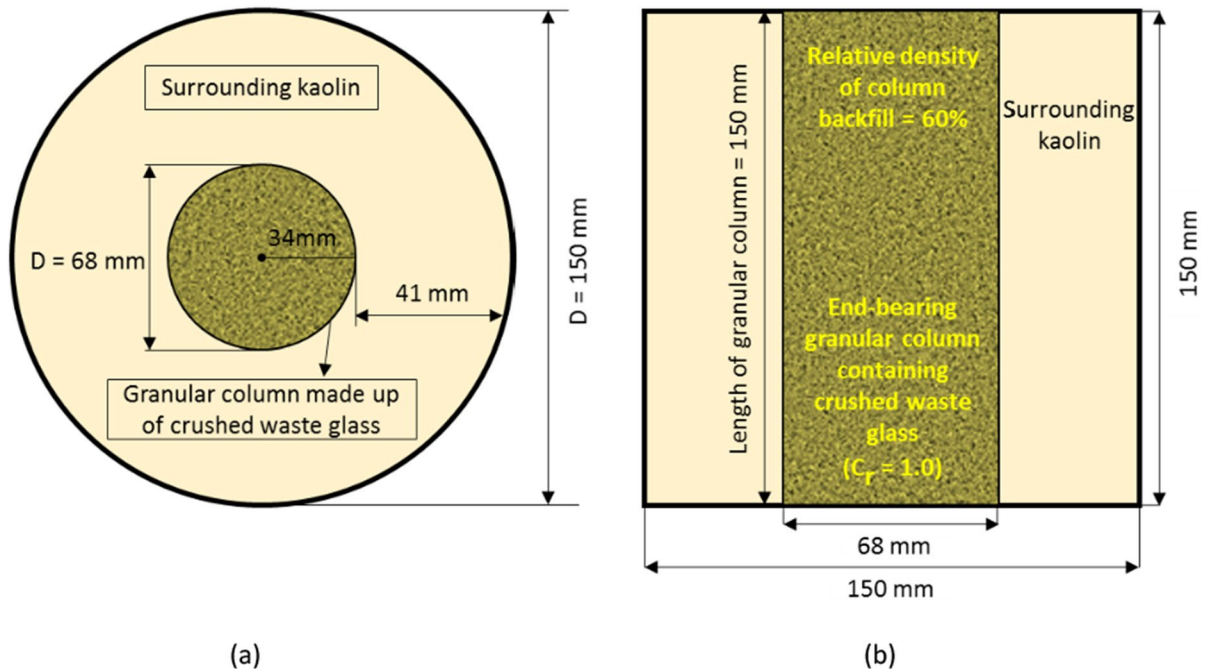 Surrounding kaolin
34mm
D = 68 mm
41 mm
D = 150 mm
Granular column made up
of crushed waste glass
(a)
Length of granular column = 150 mm
Relative density
of column
backfill = 60%
Surrounding
kaolin
End-bearing
granular column
containing
crushed waste
glass
(Cr = 1.0)
150 mm
68 mm
150 mm
(b)